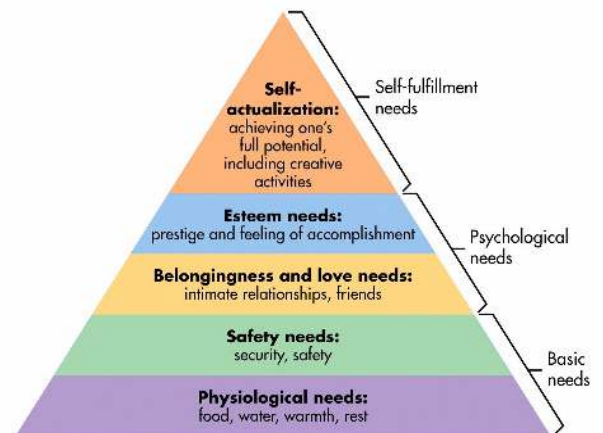 Self-
actualization:
achieving one's
full potential,
including creative
activities
Self-fulfillment
needs
Esteem needs:
prestige and feeling of accomplishment
Belongingness and love needs:
intimate relationships, friends
Psychological
needs
Safety needs:
security, safety
Physiological needs:
food, water, warmth, rest
Basic
needs